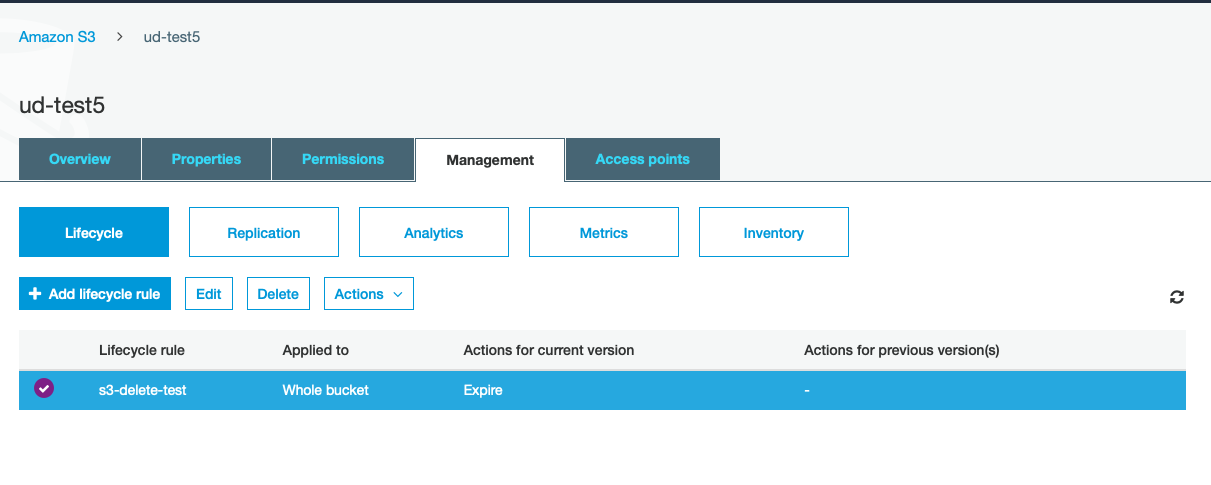 Amazon S3 > ud-test5
ud-test5
Overview Properties Permissions Management Access points
Lifecycle Replication Analytics Metrics Inventory
+ Add lifecycle rule Edit Delete Actions
Lifecycle rule Applied to Actions for current version Actions for previous version(s)
s3-delete-test Whole bucket Expire -